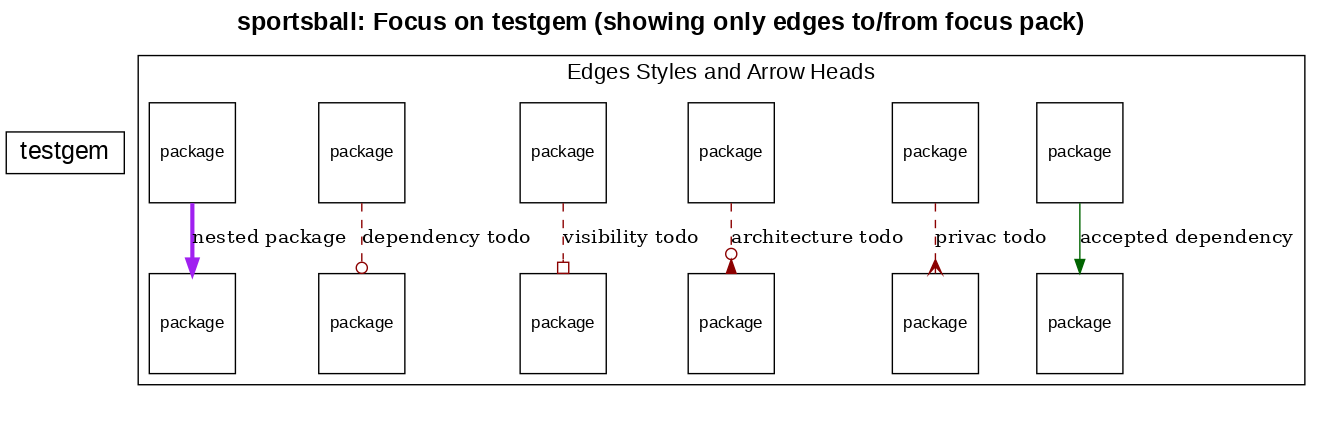 sportsball: Focus on testgem (showing only edges to/from focus pack)
Edges Styles and Arrow Heads
testgem
package package package package package package
nested package dependency todo visibility todo architecture todo privac todo accepted dependency
package package package package package package